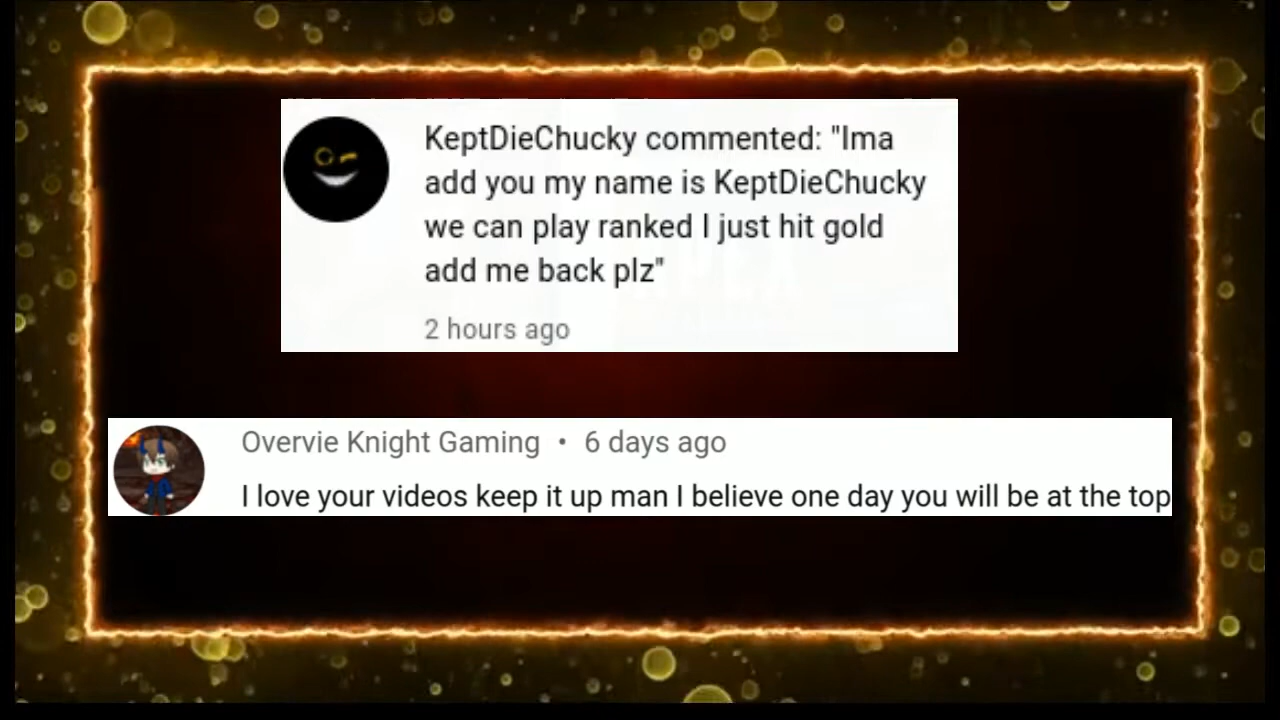 KeptDieChucky commented: "Ima
add you my name is KeptDieChucky
we can play ranked I just hit gold
add me back plz"
2 hours ago
Overvie Knight Gaming • 6 days ago
I love your videos keep it up man I believe one day you will be at the top